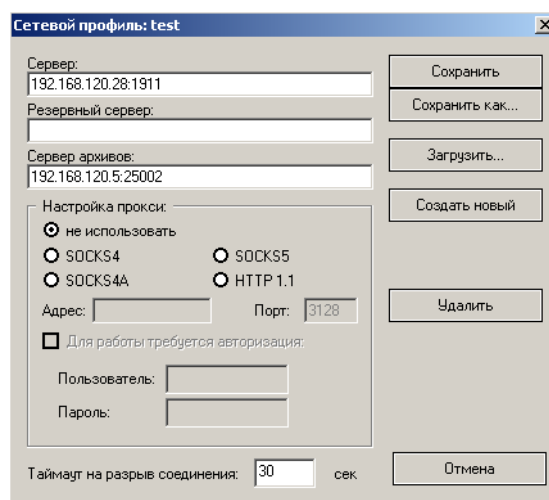 Сетевой профиль: test
Сервер:
192.168.120.28:1911
Резервный сервер:
Сервер архивов:
192.168.120.5:25002
Настройка прокси:
не использовать
SOCKS4
SOCKS5
SOCKS4A
HTTP 1.1
Адрес:
Порт: 3128
Для работы требуется авторизация:
Пользователь:
Пароль:
Таймаут на разрыв соединения: 30 сек
Сохранить
Сохранить как...
Загрузить...
Создать новый
Удалить
Отмена